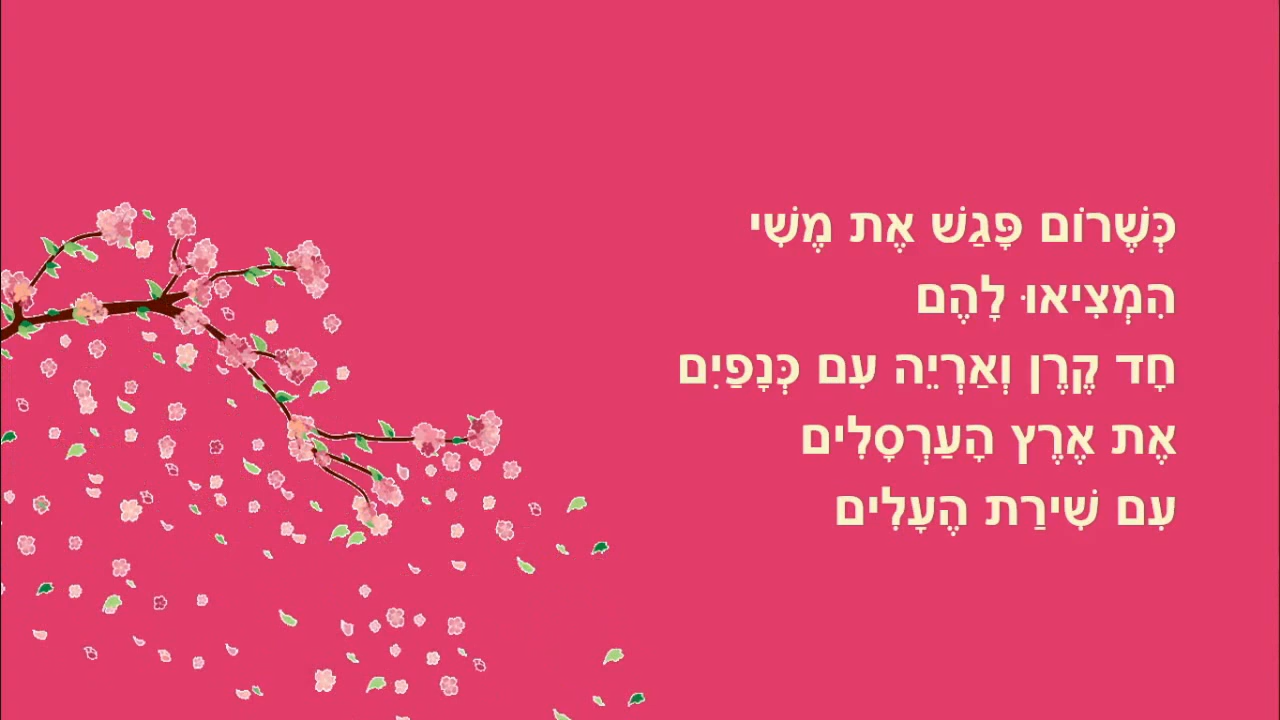 כְּשֶׁרוֹם פָּגַשׁ אֶת מֶשִׁי
הִמְצִיאוּ לָהֶם
חָד קֶרֶן וְאַרְיֵה עִם כְּנָפַיִם
אֶת אֶרֶץ הָעַרְסָלִים
עִם שִׁירַת הֶעָלִים